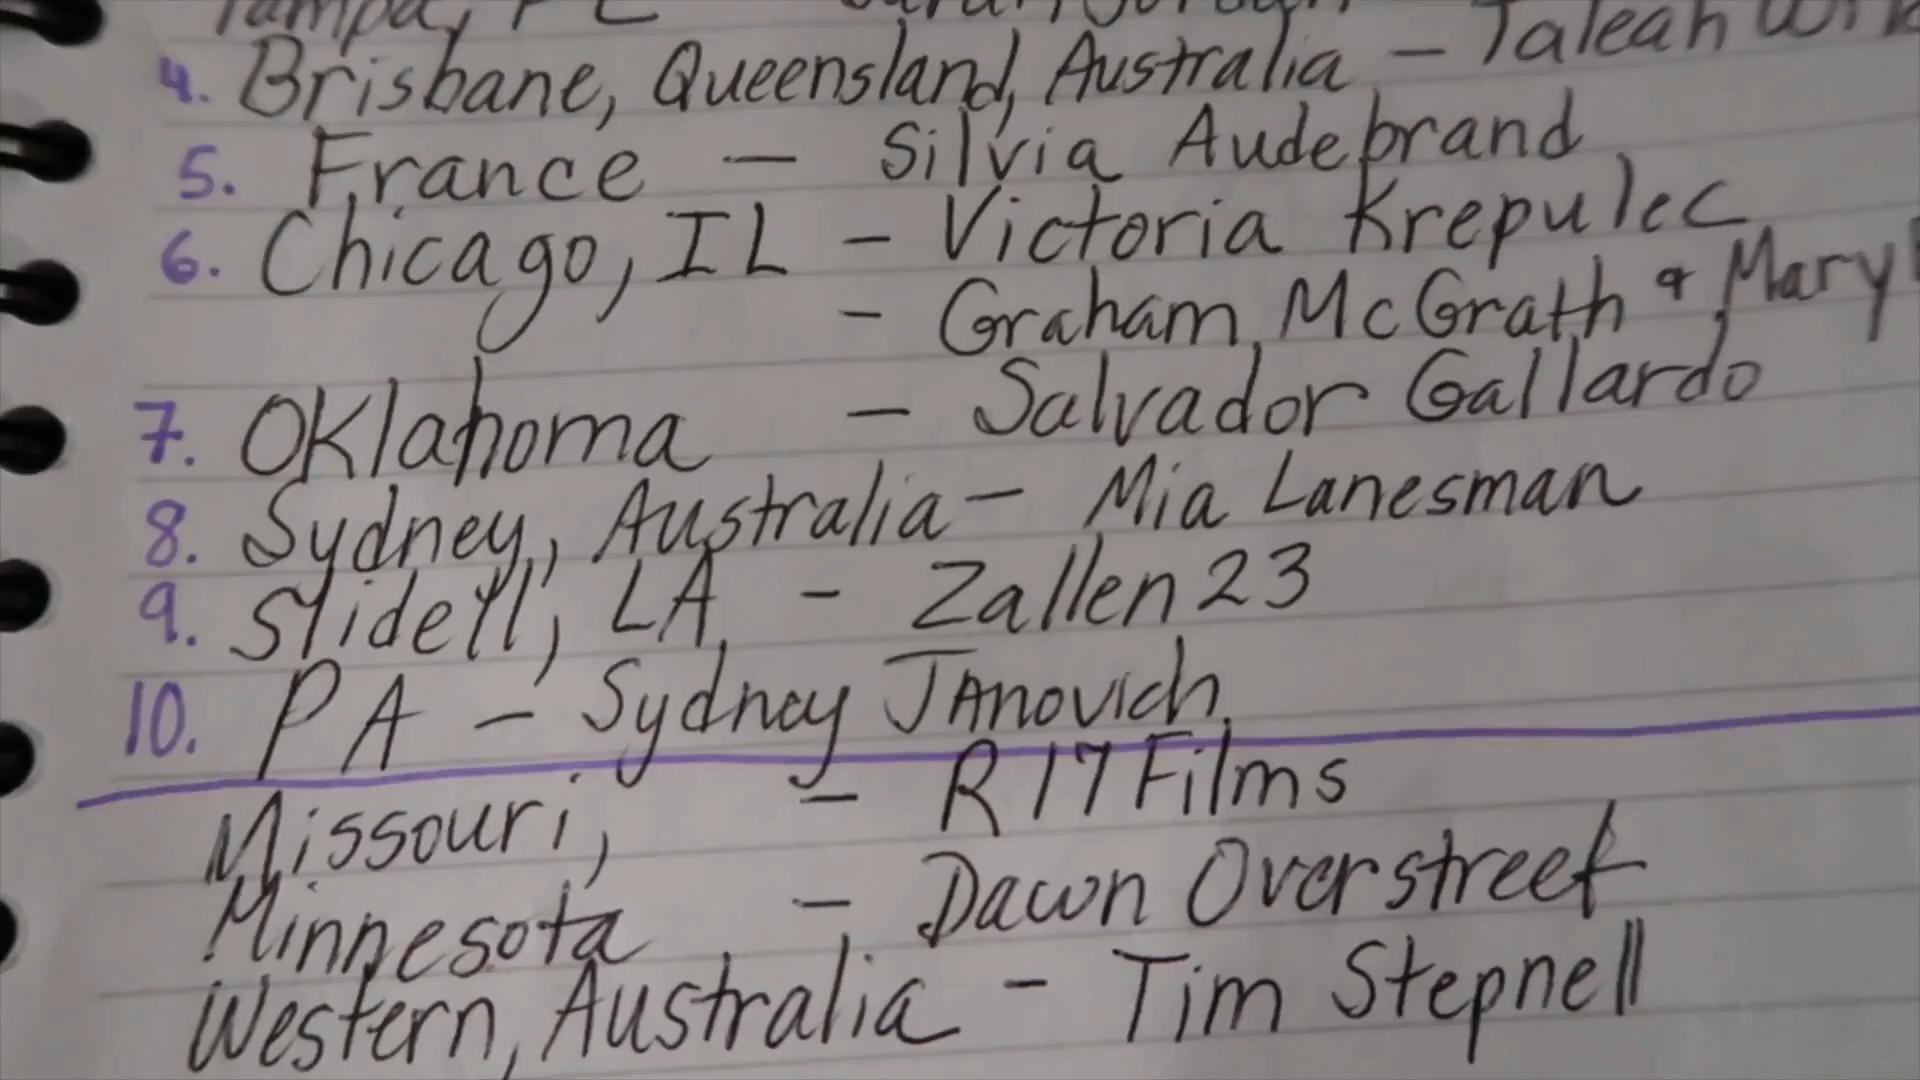 Tampa, FL
4. Brisbane, Queensland, Australia - Taleah
5. France - Silvia Audebrand
6. Chicago, IL - Victoria Krepulec
- Graham McGrath & Mary
7. Oklahoma - Salvador Gallardo
8. Sydney, Australia - Mia Lanesman
9. Slidell, LA - Zallen23
10. PA - Sydney JAnovich
Missouri, - R17Films
Minnesota - Dawn Overstreet
Western, Australia - Tim Stepnell